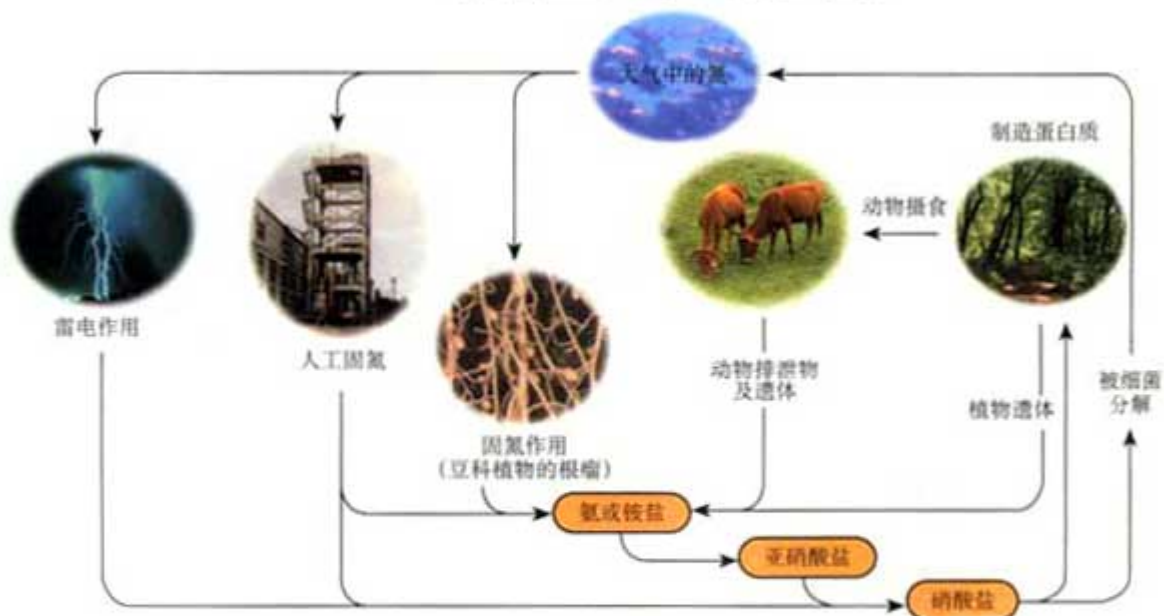 大气中的氮
制造蛋白质
动物摄食
雷电作用
人工固氮
动物排泄物
及遗体
植物遗体
被细菌
分解
固氮作用
(豆科植物的根瘤)
氨或铵盐
亚硝酸盐
硝酸盐